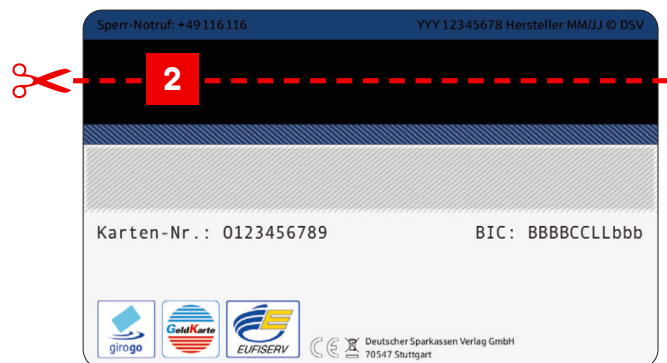 Sperr-Notruf: +49 116 116 YYY 12345678 Hersteller MM/JJ © DSV
2
Karten-Nr.: 0123456789 BIC: BBBBCCLLbbb
girogo
GeldKarte
EUFISERV
CE Deutscher Sparkassen Verlag GmbH
70547 Stuttgart